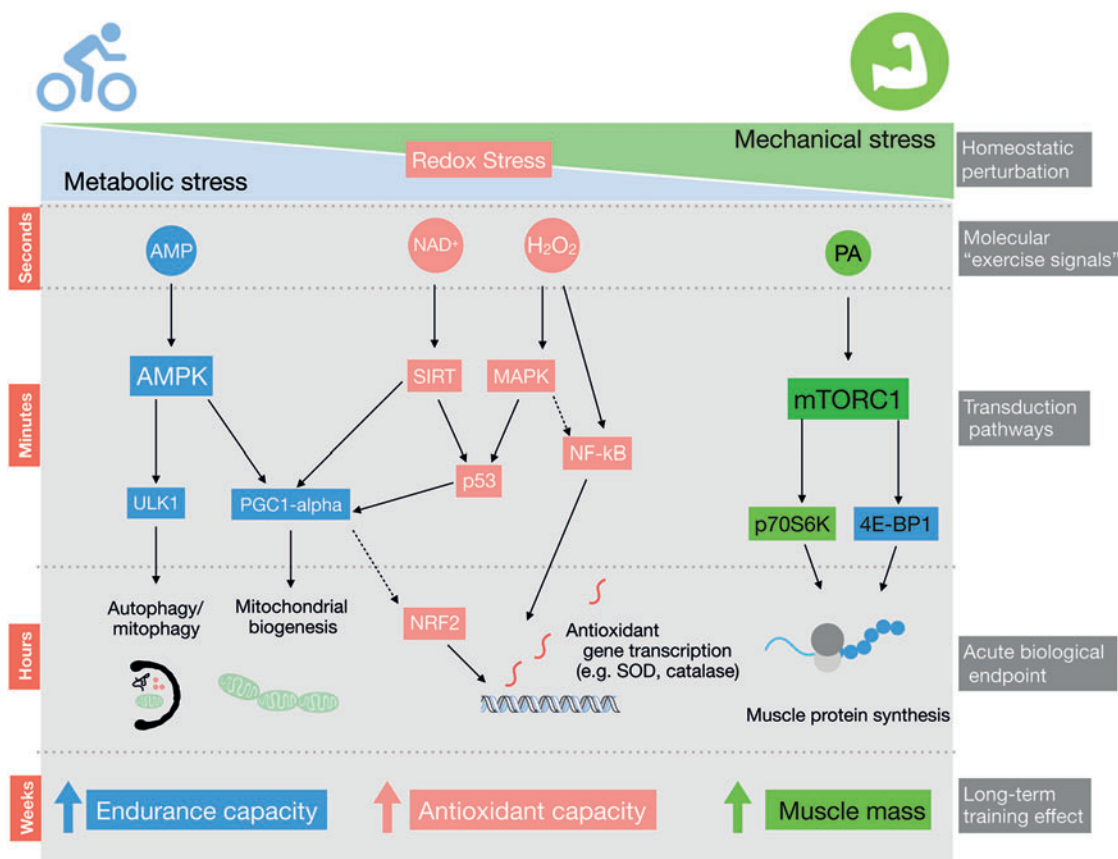 Mechanical stress
Redox Stress
Metabolic stress
Homeostatic
perturbation
Seconds
AMP
NAD+
H2O2
PA
Molecular
“exercise signals”
Minutes
AMPK
SIRT
MAPK
mTORC1
Transduction
pathways
NF-kB
p53
ULK1
PGC1-alpha
p70S6K
4E-BP1
Hours
Autophagy/
mitophagy
Mitochondrial
biogenesis
NRF2
Antioxidant
gene transcription
(e.g. SOD, catalase)
Acute biological
endpoint
Muscle protein synthesis
Weeks
Endurance capacity
Antioxidant capacity
Muscle mass
Long-term
training effect